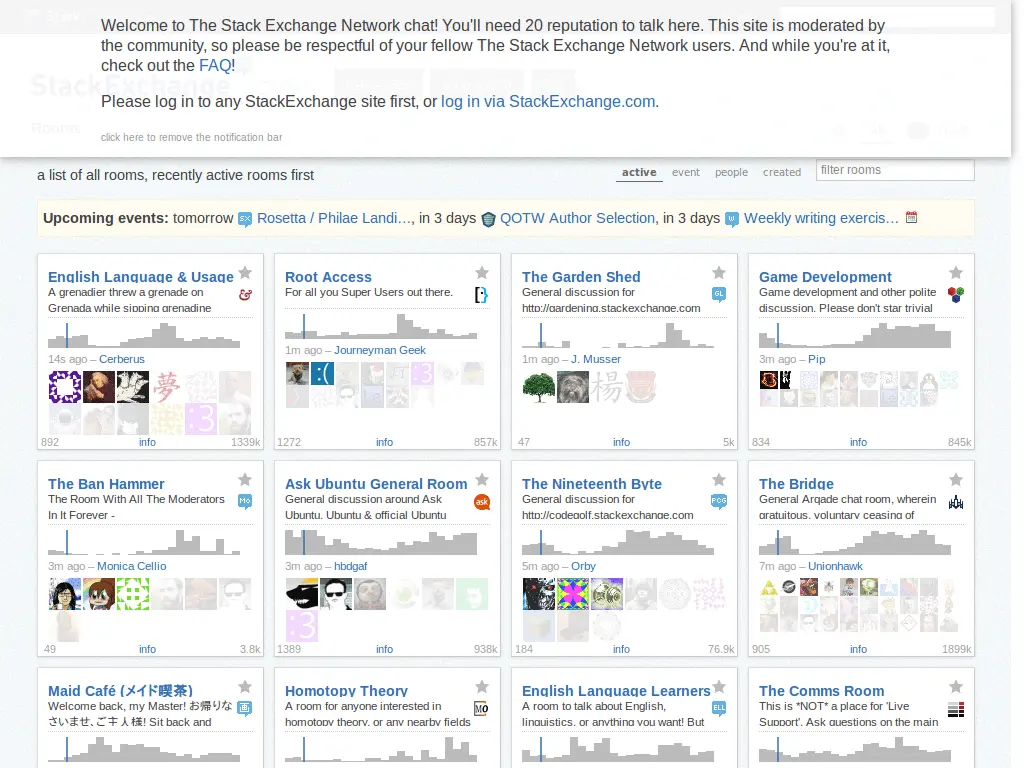 Welcome to The Stack Exchange Network chat! You'll need 20 reputation to talk here. This site is moderated by
the community, so please be respectful of your fellow The Stack Exchange Network users. And while you're at it,
check out the FAQ!
StackExchange
Please log in to any StackExchange site first, or log in via StackExchange.com.
Rooms
click here to remove the notification bar
a list of all rooms, recently active rooms first
active event people created filter rooms
Upcoming events: tomorrow Rosetta / Philae Landi…, in 3 days QOTW Author Selection, in 3 days Weekly writing exercis…
English Language & Usage
A grenadier threw a grenade on
Grenada while sipping grenadine
14s ago – Cerberus
892 info 1339k
Root Access
For all you Super Users out there.
1m ago – Journeyman Geek
1272 info 857k
The Garden Shed
General discussion for
http://gardening.stackexchange.com
1m ago – J. Musser
47 info 5k
Game Development
Game development and other polite
discussion. Please don't star trivial
3m ago – Pip
834 info 845k
The Ban Hammer
The Room With All The Moderators
In It Forever -
3m ago – Monica Cellio
49 info 3.8k
Ask Ubuntu General Room
General discussion around Ask
Ubuntu, Ubuntu & official Ubuntu
3m ago – hbdgaf
1389 info 938k
The Nineteenth Byte
General discussion for
http://codegolf.stackexchange.com
5m ago – Orby
184 info 76.9k
The Bridge
General Arqade chat room, wherein
gratuitous, voluntary ceasing of
7m ago – Unionhawk
905 info 1899k
Maid Café (メイド喫茶)
Welcome back, my Master! お帰りな
さいませ、ご主人様! Sit back and
Homotopy Theory
A room for anyone interested in
homotopy theory, or any nearby fields
English Language Learners
A room to talk about English,
linguistics, or anything you want! But
The Comms Room
This is *NOT* a place for 'Live
Support'. Ask questions on the main